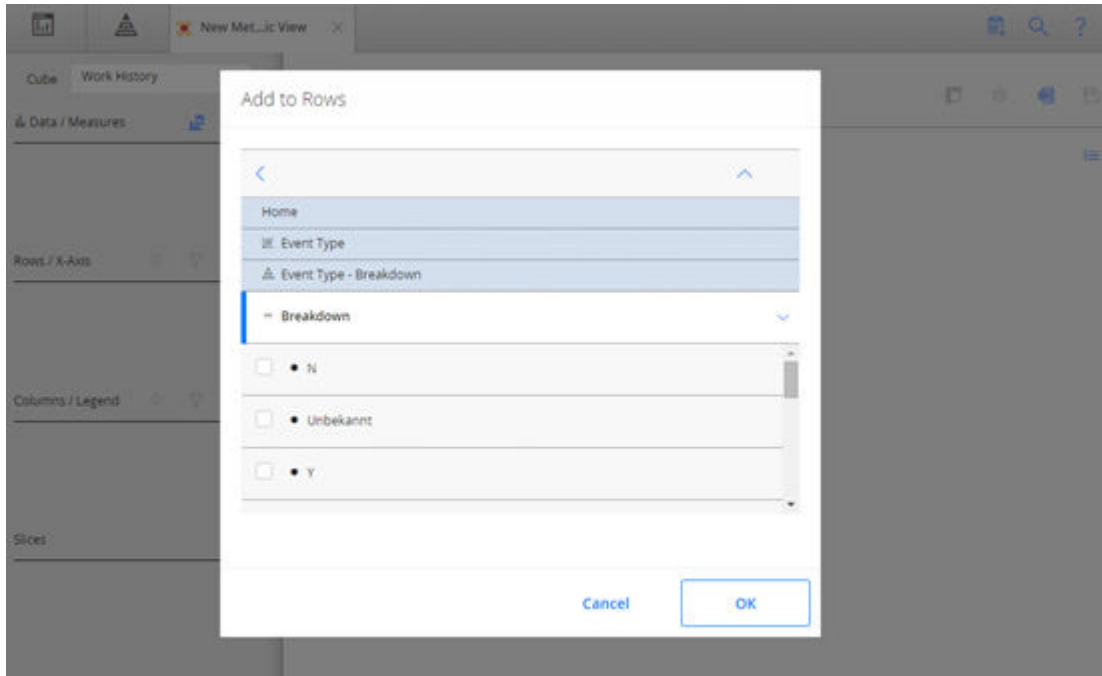 New Met...ic View
Cube Work History
Data / Measures
Rows / X-Axis
Columns / Legend
Slices
Add to Rows
Home
Event Type
Event Type - Breakdown
Breakdown
N
Unbekannt
Y
Cancel OK